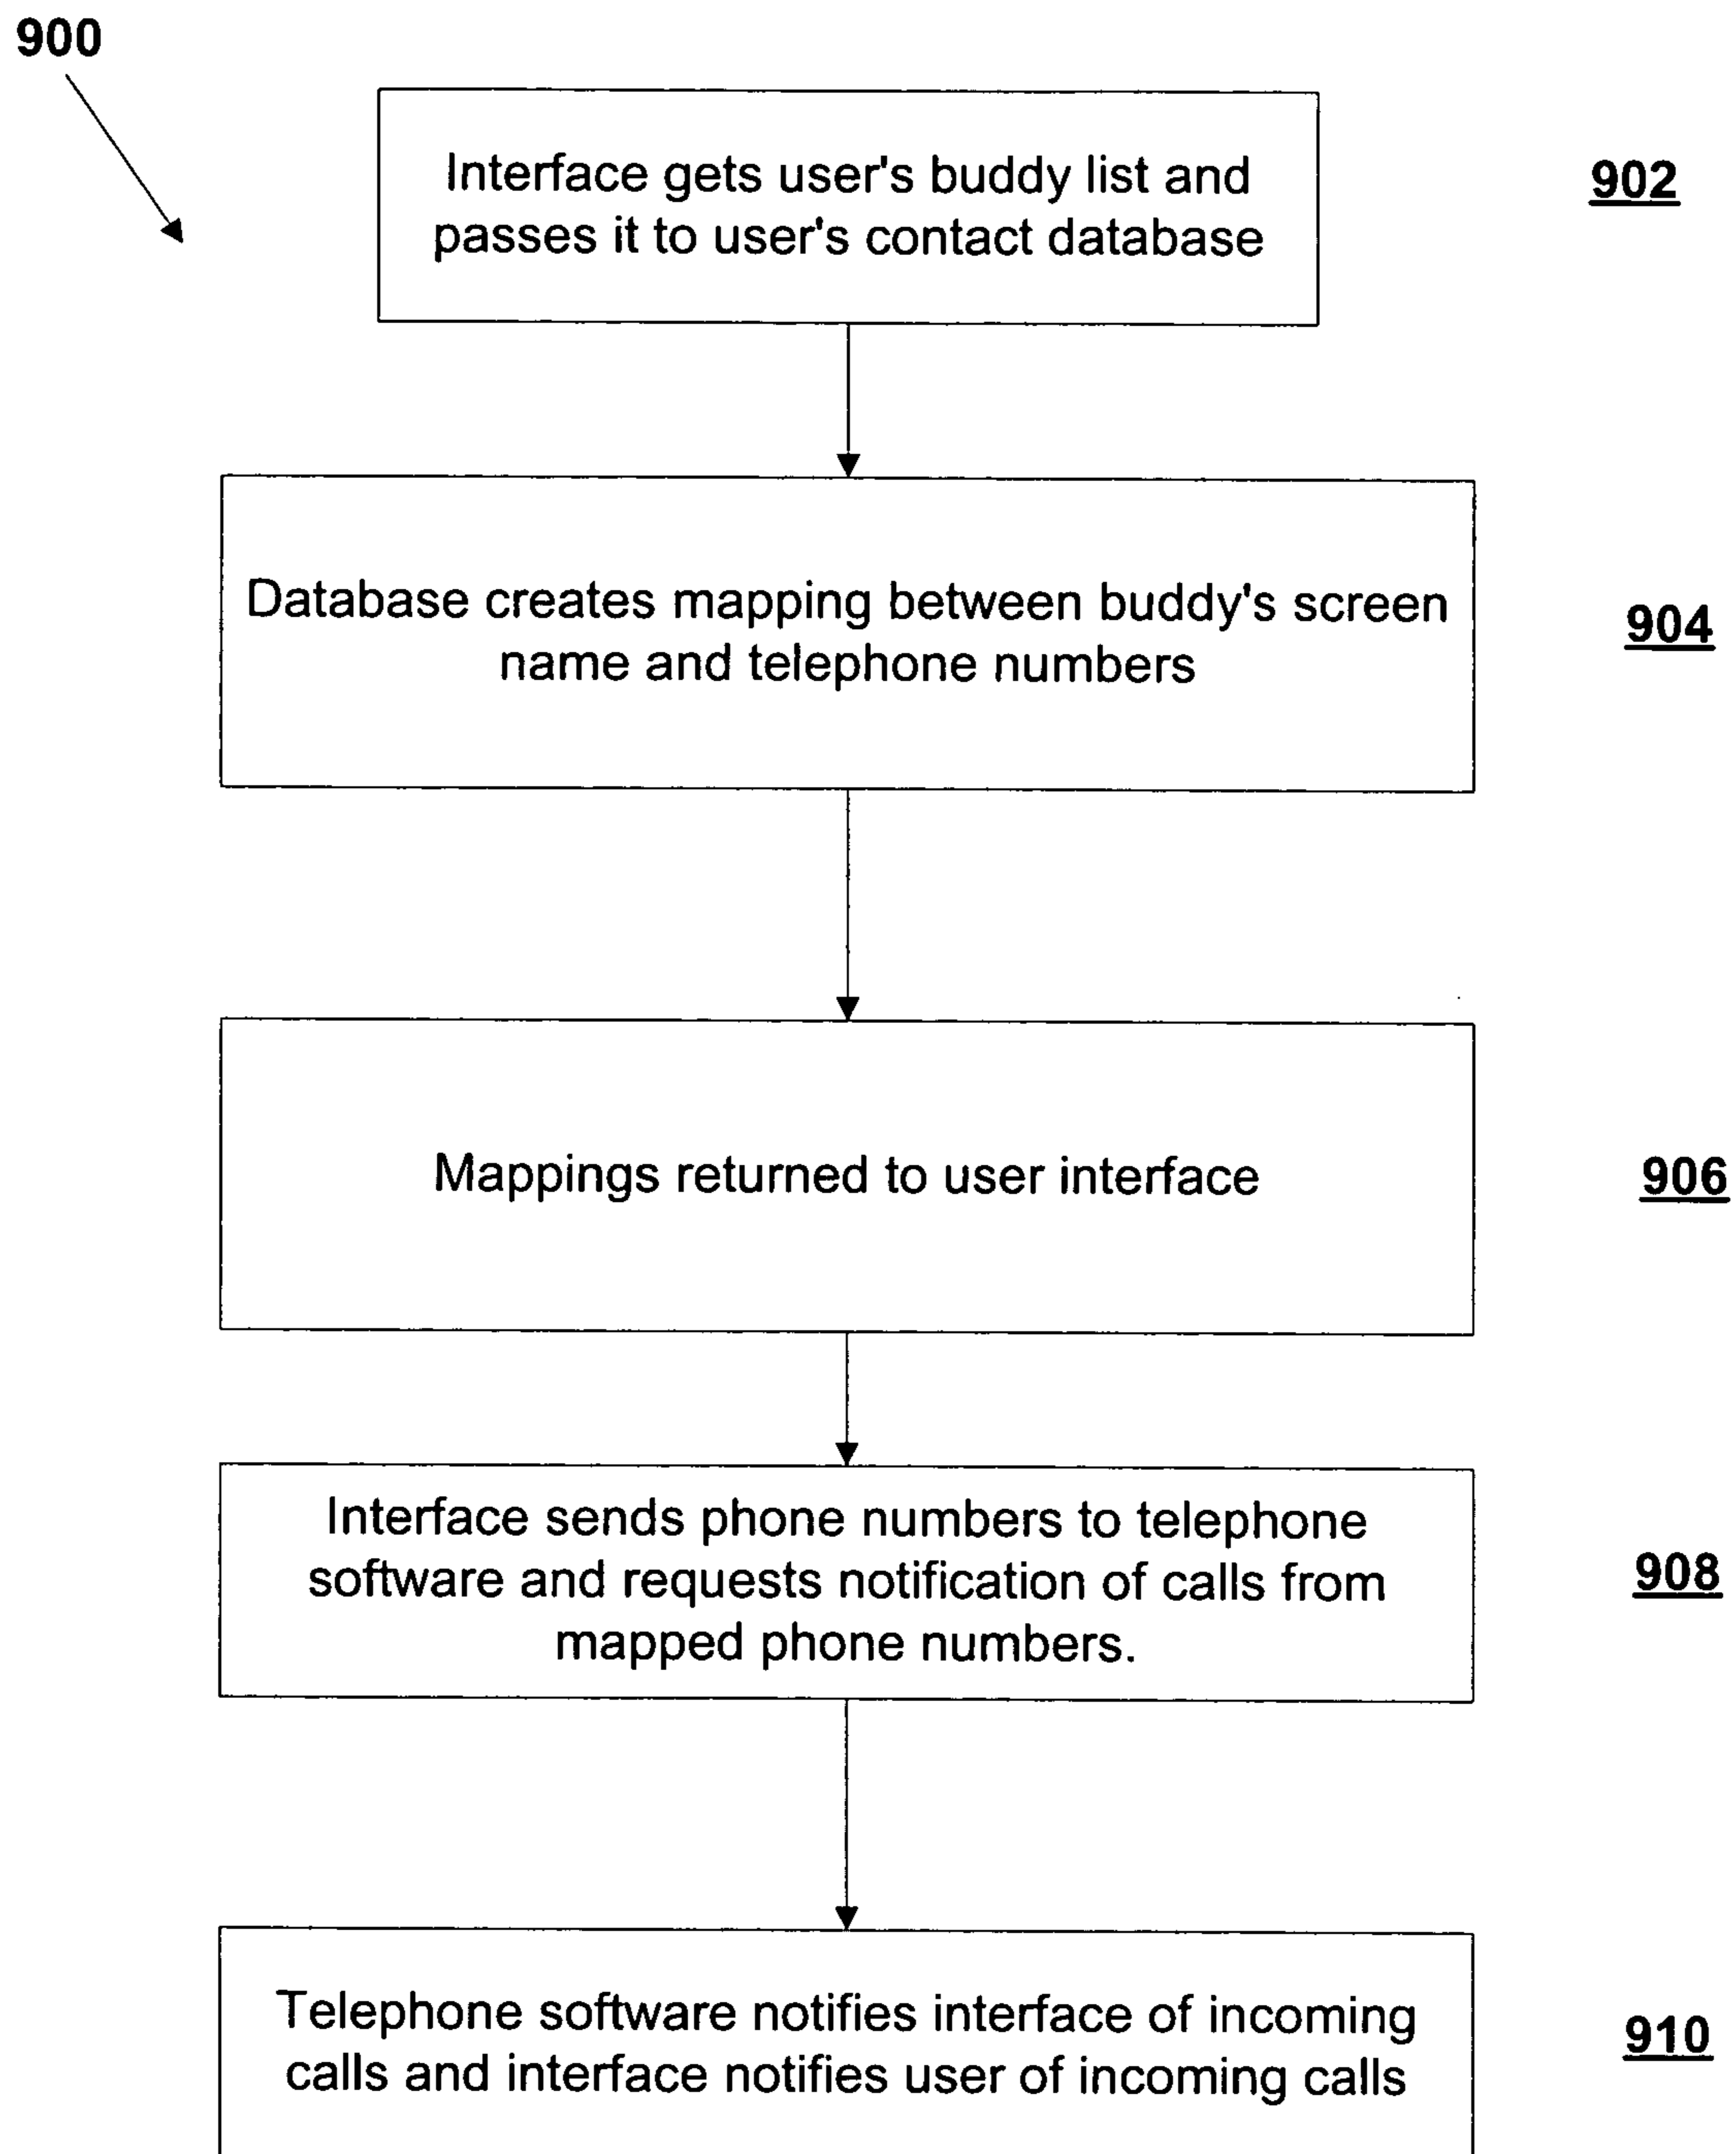 900
Interface gets user's buddy list and
passes it to user's contact database
902
Database creates mapping between buddy's screen
name and telephone numbers
904
Mappings returned to user interface
906
Interface sends phone numbers to telephone
software and requests notification of calls from
mapped phone numbers.
908
Telephone software notifies interface of incoming
calls and interface notifies user of incoming calls
910